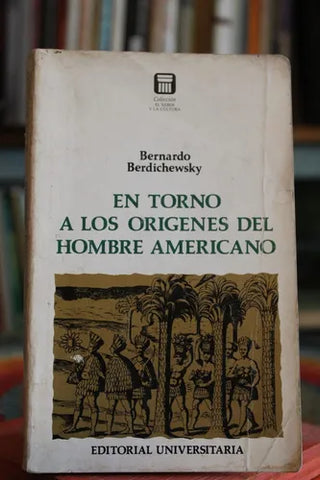 Colección
EL SABER
Y LA CULTURA
Bernardo
Berdichewsky
EN TORNO
A LOS ORIGENES DEL
HOMBRE AMERICANO
EDITORIAL UNIVERSITARIA